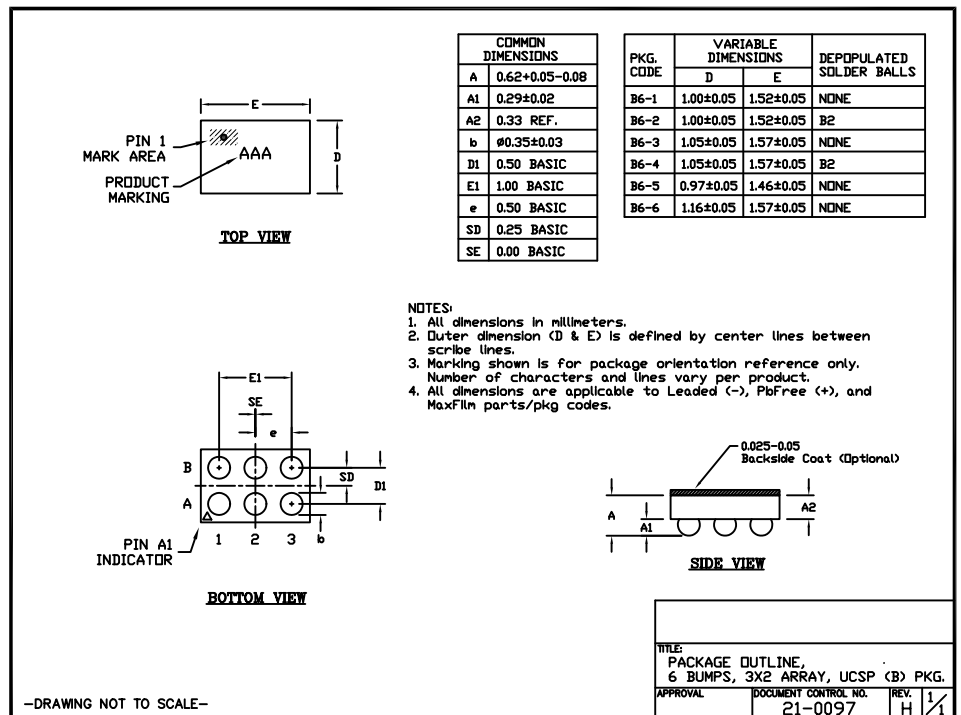 COMMON DIMENSIONS
A 0.62+0.05-0.08
A1 0.29±0.02
A2 0.33 REF.
b Ø0.35±0.03
D1 0.50 BASIC
E1 1.00 BASIC
e 0.50 BASIC
SD 0.25 BASIC
SE 0.00 BASIC
PKG. CODE VARIABLE DIMENSIONS DEPOPULATED SOLDER BALLS
D E
B6-1 1.00±0.05 1.52±0.05 NONE
B6-2 1.00±0.05 1.52±0.05 B2
B6-3 1.05±0.05 1.57±0.05 NONE
B6-4 1.05±0.05 1.57±0.05 B2
B6-5 0.97±0.05 1.46±0.05 NONE
B6-6 1.16±0.05 1.57±0.05 NONE
E
D
PIN 1
MARK AREA
AAA
PRODUCT
MARKING
TOP VIEW
NOTES:
1. All dimensions in millimeters.
2. Outer dimension (D & E) is defined by center lines between
scribe lines.
3. Marking shown is for package orientation reference only.
Number of characters and lines vary per product.
4. All dimensions are applicable to Leaded (-), PbFree (+), and
MaxFilm parts/pkg codes.
E1
SE
e
B
A
SD
D1
1 2 3 b
PIN A1
INDICATOR
BOTTOM VIEW
0.025-0.05
Backside Coat (Optional)
A
A1
A2
SIDE VIEW
TITLE:
PACKAGE OUTLINE,
6 BUMPS, 3X2 ARRAY, UCSP (B) PKG.
APPROVAL
DOCUMENT CONTROL NO.
21-0097
REV.
H
1/1
-DRAWING NOT TO SCALE-